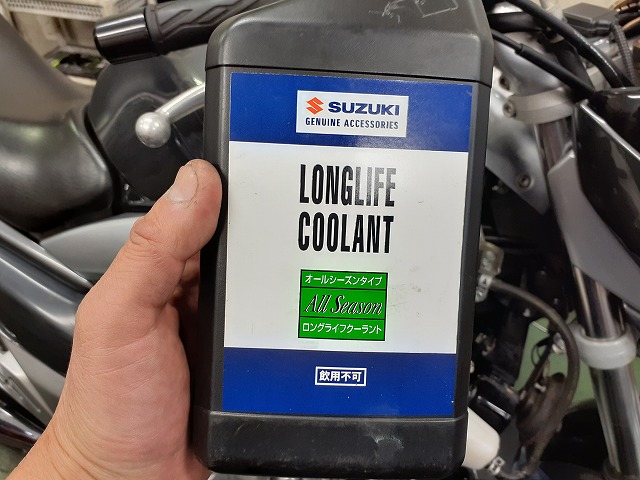 SUZUKI
GENUINE ACCESSORIES
LONGLIFE
COOLANT
オールシーズンタイプ
All Season
ロングライフクーラント
飲用不可